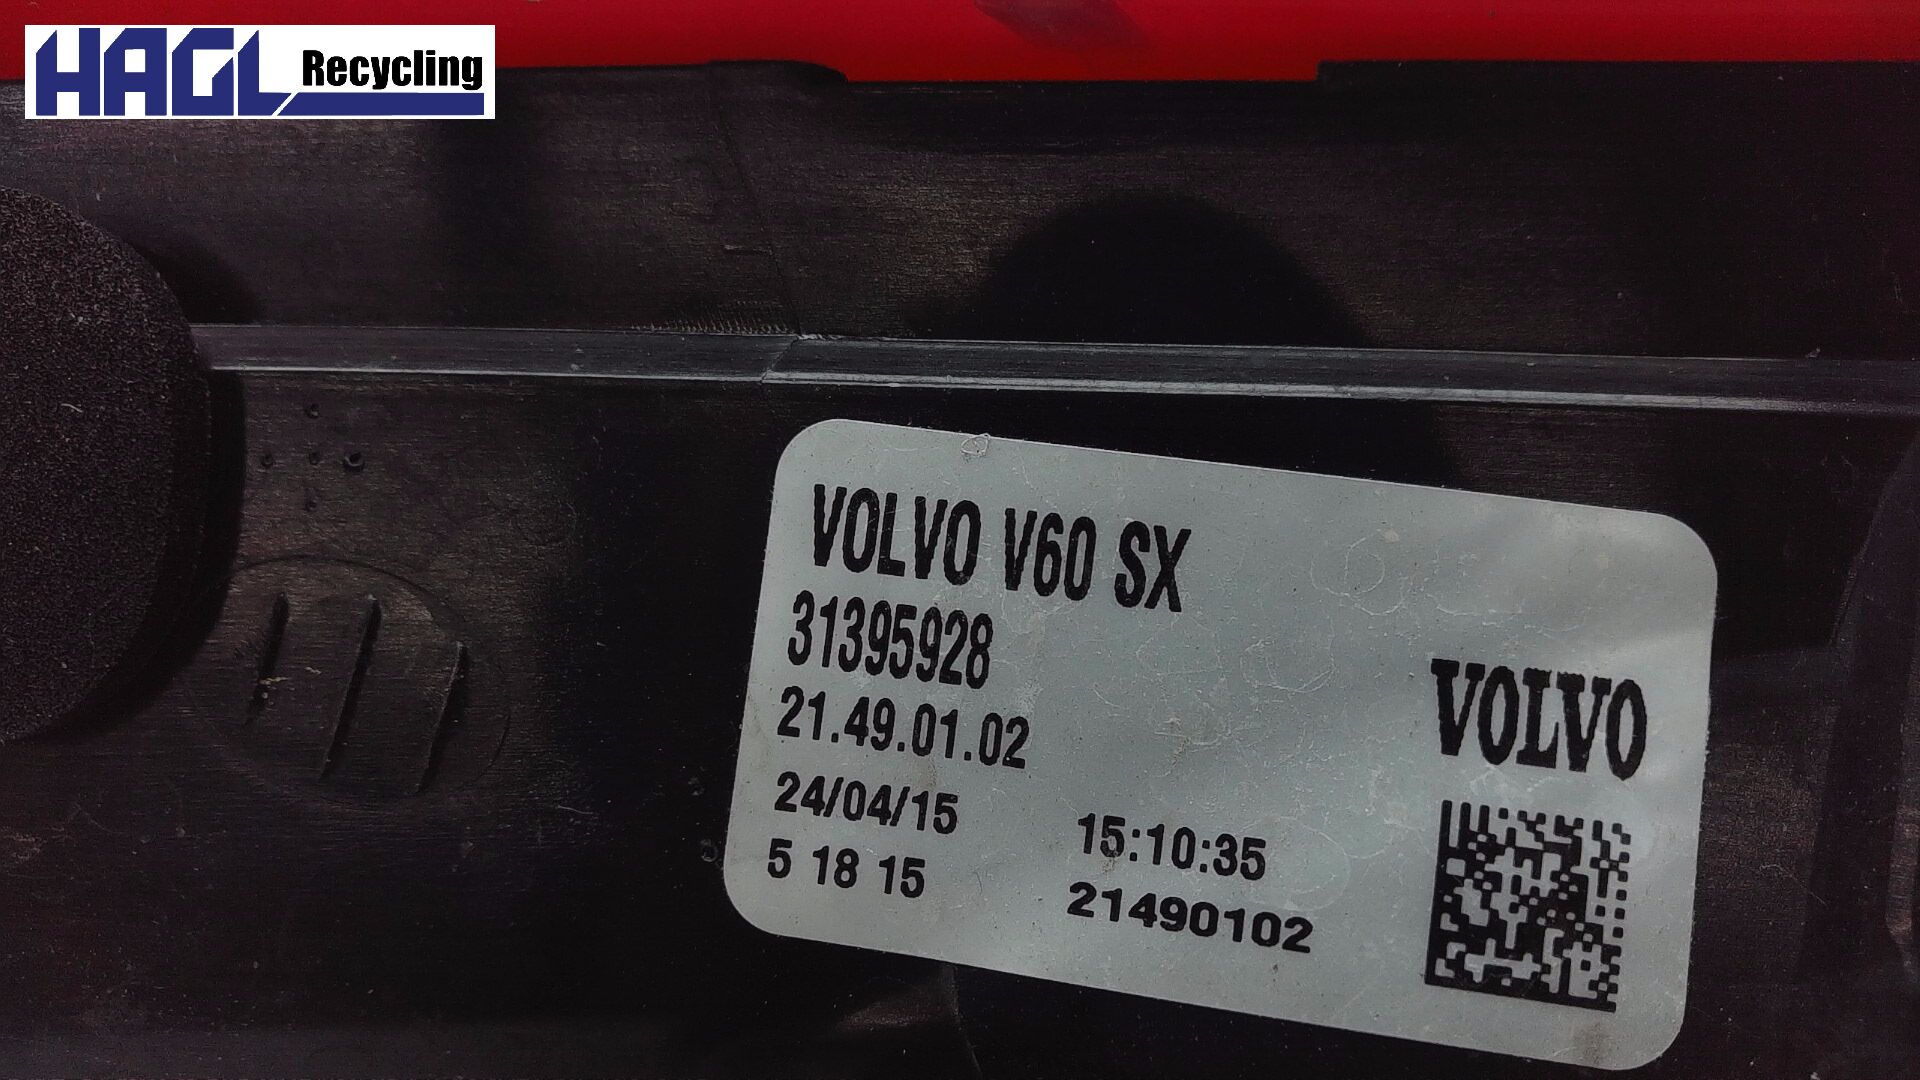 HAGL Recycling
VOLVO V60 SX
31395928
21.49.01.02
24/04/15 15:10:35
5 18 15 21490102
VOLVO